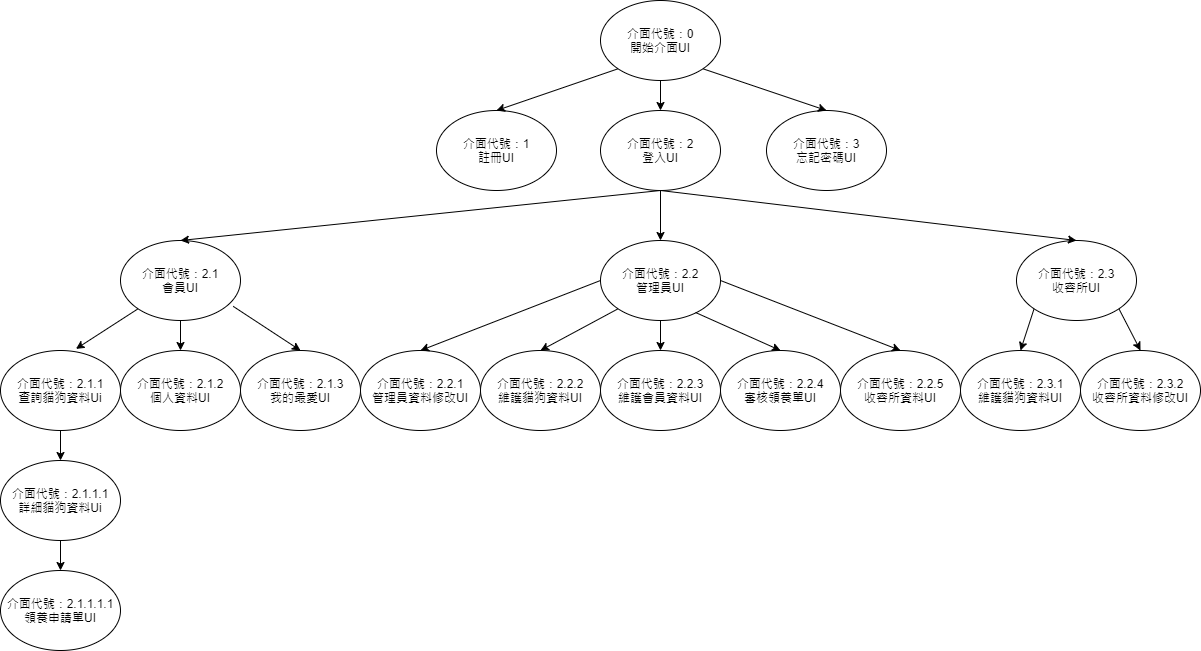 介面代號：0
開始介面UI
介面代號：1
註冊UI
介面代號：2
登入UI
介面代號：3
忘記密碼UI
介面代號：2.1
會員UI
介面代號：2.2
管理員UI
介面代號：2.3
收容所UI
介面代號：2.1.1
查詢貓狗資料Ui
介面代號：2.1.2
個人資料UI
介面代號：2.1.3
我的最愛UI
介面代號：2.2.1
管理員資料修改UI
介面代號：2.2.2
維護貓狗資料UI
介面代號：2.2.3
維護會員資料UI
介面代號：2.2.4
審核領養單UI
介面代號：2.2.5
收容所資料UI
介面代號：2.3.1
維護貓狗資料UI
介面代號：2.3.2
收容所資料修改UI
介面代號：2.1.1.1
詳細貓狗資料Ui
介面代號：2.1.1.1.1
領養申請單UI